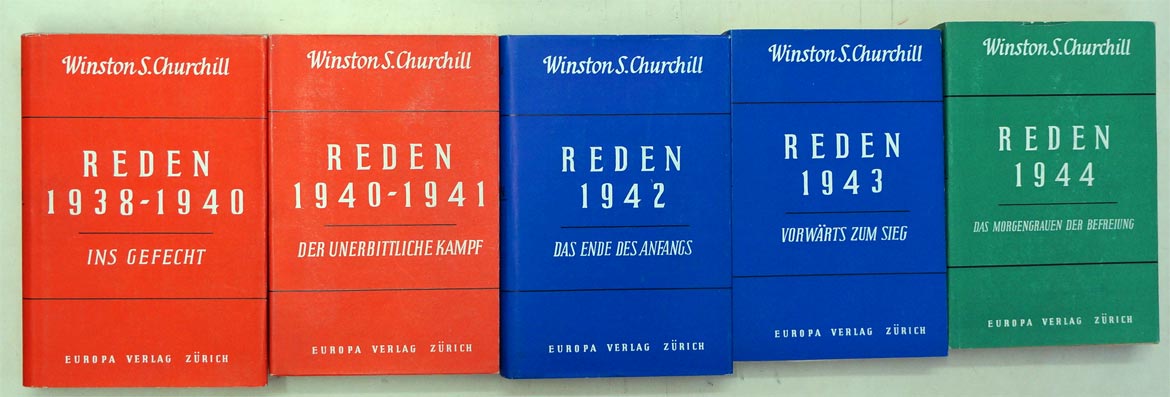 Winston S. Churchill
REDEN
1938-1940
INS GEFECHT
EUROPA VERLAG ZÜRICH
Winston S. Churchill
REDEN
1940-1941
DER UNERBITTLICHE KAMPF
EUROPA VERLAG ZÜRICH
Winston S. Churchill
REDEN
1942
DAS ENDE DES ANFANGS
EUROPA VERLAG ZÜRICH
Winston S. Churchill
REDEN
1943
VORWÄRTS ZUM SIEG
EUROPA VERLAG ZÜRICH
Winston S. Churchill
REDEN
1944
DAS MORGENGRAUEN DER BEFREIUNG
EUROPA VERLAG ZÜRICH